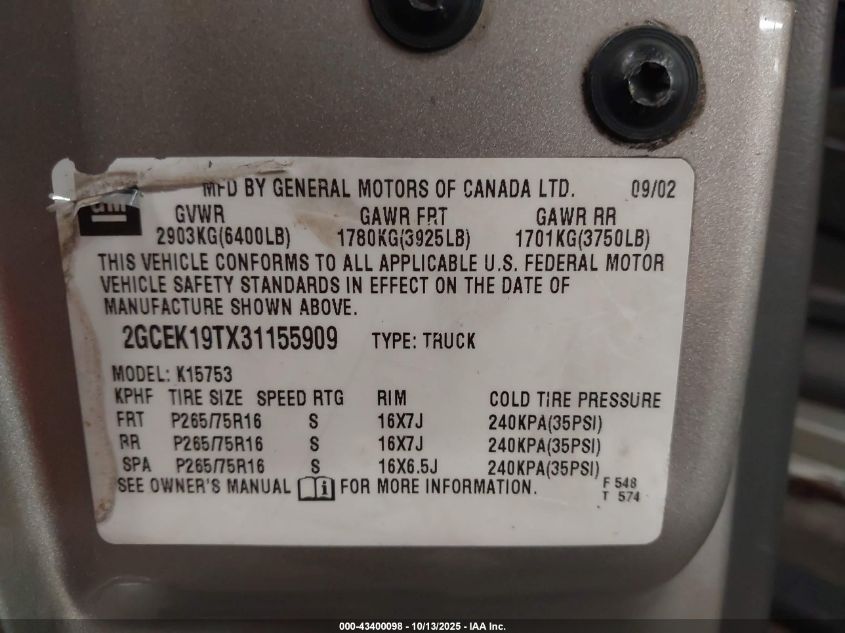 MFD BY GENERAL MOTORS OF CANADA LTD. 09/02
GM
GVWR GAWR FRT GAWR RR
2903KG(6400LB) 1780KG(3925LB) 1701KG(3750LB)
THIS VEHICLE CONFORMS TO ALL APPLICABLE U.S. FEDERAL MOTOR
VEHICLE SAFETY STANDARDS IN EFFECT ON THE DATE OF
MANUFACTURE SHOWN ABOVE.
2GCEK19TX31155909 TYPE: TRUCK
MODEL: K15753
KPHF TIRE SIZE SPEED RTG RIM COLD TIRE PRESSURE
FRT P265/75R16 S 16X7J 240KPA(35PSI)
RR P265/75R16 S 16X7J 240KPA(35PSI)
SPA P265/75R16 S 16X6.5J 240KPA(35PSI)
SEE OWNER'S MANUAL i FOR MORE INFORMATION.
F 548
T 574
000-43400098 - 10/13/2025 - IAA Inc.